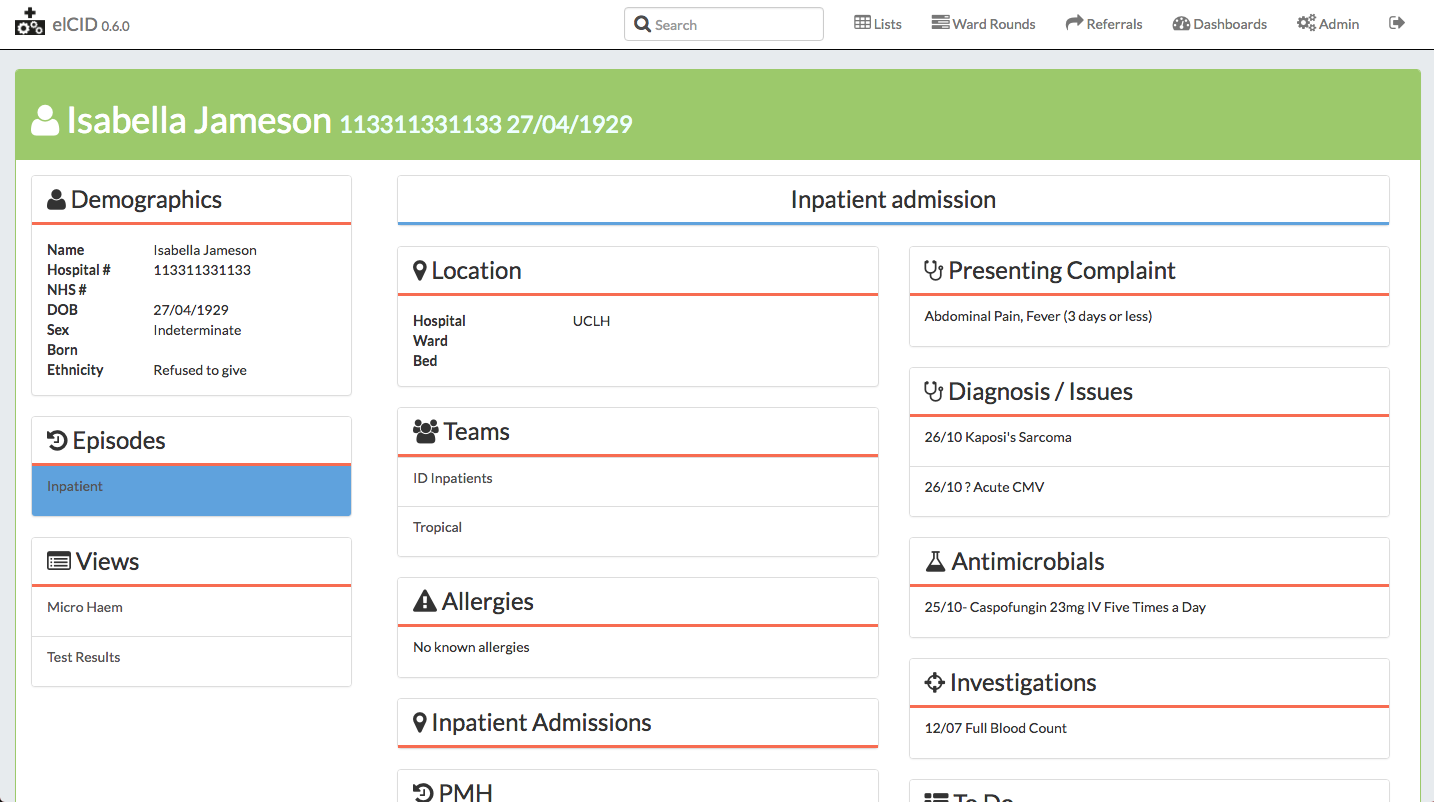 elCID 0.6.0
Search
Lists
Ward Rounds
Referrals
Dashboards
Admin
Isabella Jameson 113311331133 27/04/1929
Demographics
Name Isabella Jameson
Hospital # 113311331133
NHS #
DOB 27/04/1929
Sex Indeterminate
Born
Ethnicity Refused to give
Episodes
Inpatient
Views
Micro Haem
Test Results
Inpatient admission
Location
Hospital UCLH
Ward
Bed
Teams
ID Inpatients
Tropical
Allergies
No known allergies
Inpatient Admissions
PMH
Presenting Complaint
Abdominal Pain, Fever (3 days or less)
Diagnosis / Issues
26/10 Kaposi's Sarcoma
26/10 ? Acute CMV
Antimicrobials
25/10- Caspofungin 23mg IV Five Times a Day
Investigations
12/07 Full Blood Count
To Do